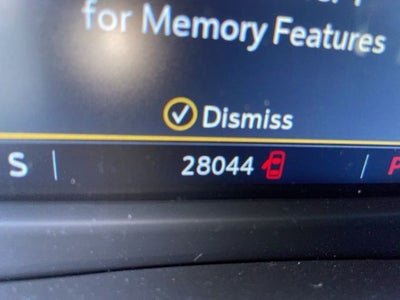 for Memory Features
Dismiss
S | 28044 | P